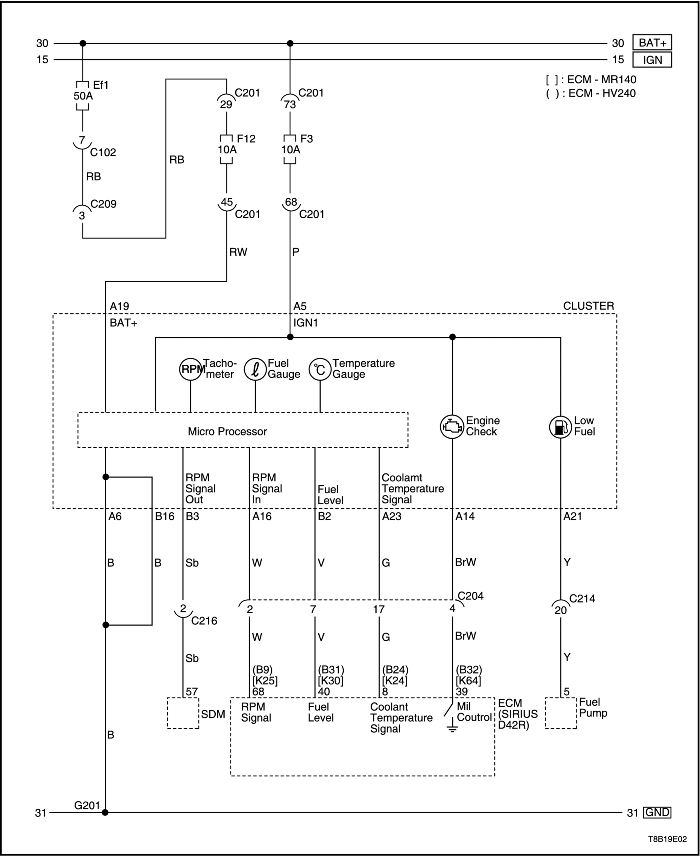 30 30 BAT+
15 15 IGN
[ ] : ECM - MR140
( ) : ECM - HV240
Ef1
50A
C201
29
C201
73
7
C102
F12
10A
F3
10A
RB
RB
C209
3
45
C201
68
C201
RW
P
A19
A5
CLUSTER
BAT+
IGN1
RPM
Tacho-
meter
ℓ
Fuel
Gauge
°C
Temperature
Gauge
Micro Processor
Engine
Check
Low
Fuel
RPM
Signal
Out
RPM
Signal
In
Fuel
Level
Coolamt
Temperature
Signal
A6 B16 B3 A16 B2 A23 A14 A21
B B Sb W V G BrW Y
C204
C214
2 2 7 17 4 20
C216
W V G BrW
Sb
Y
(B9) (B31) (B24) (B32)
[K25] [K30] [K24] [K64]
57 68 40 8 39 5
SDM
RPM
Signal
Fuel
Level
Coolant
Temperature
Signal
Mil
Coutrol
ECM
(SIRIUS
D42R)
Fuel
Pump
B
G201
31 31 GND
T8B19E02